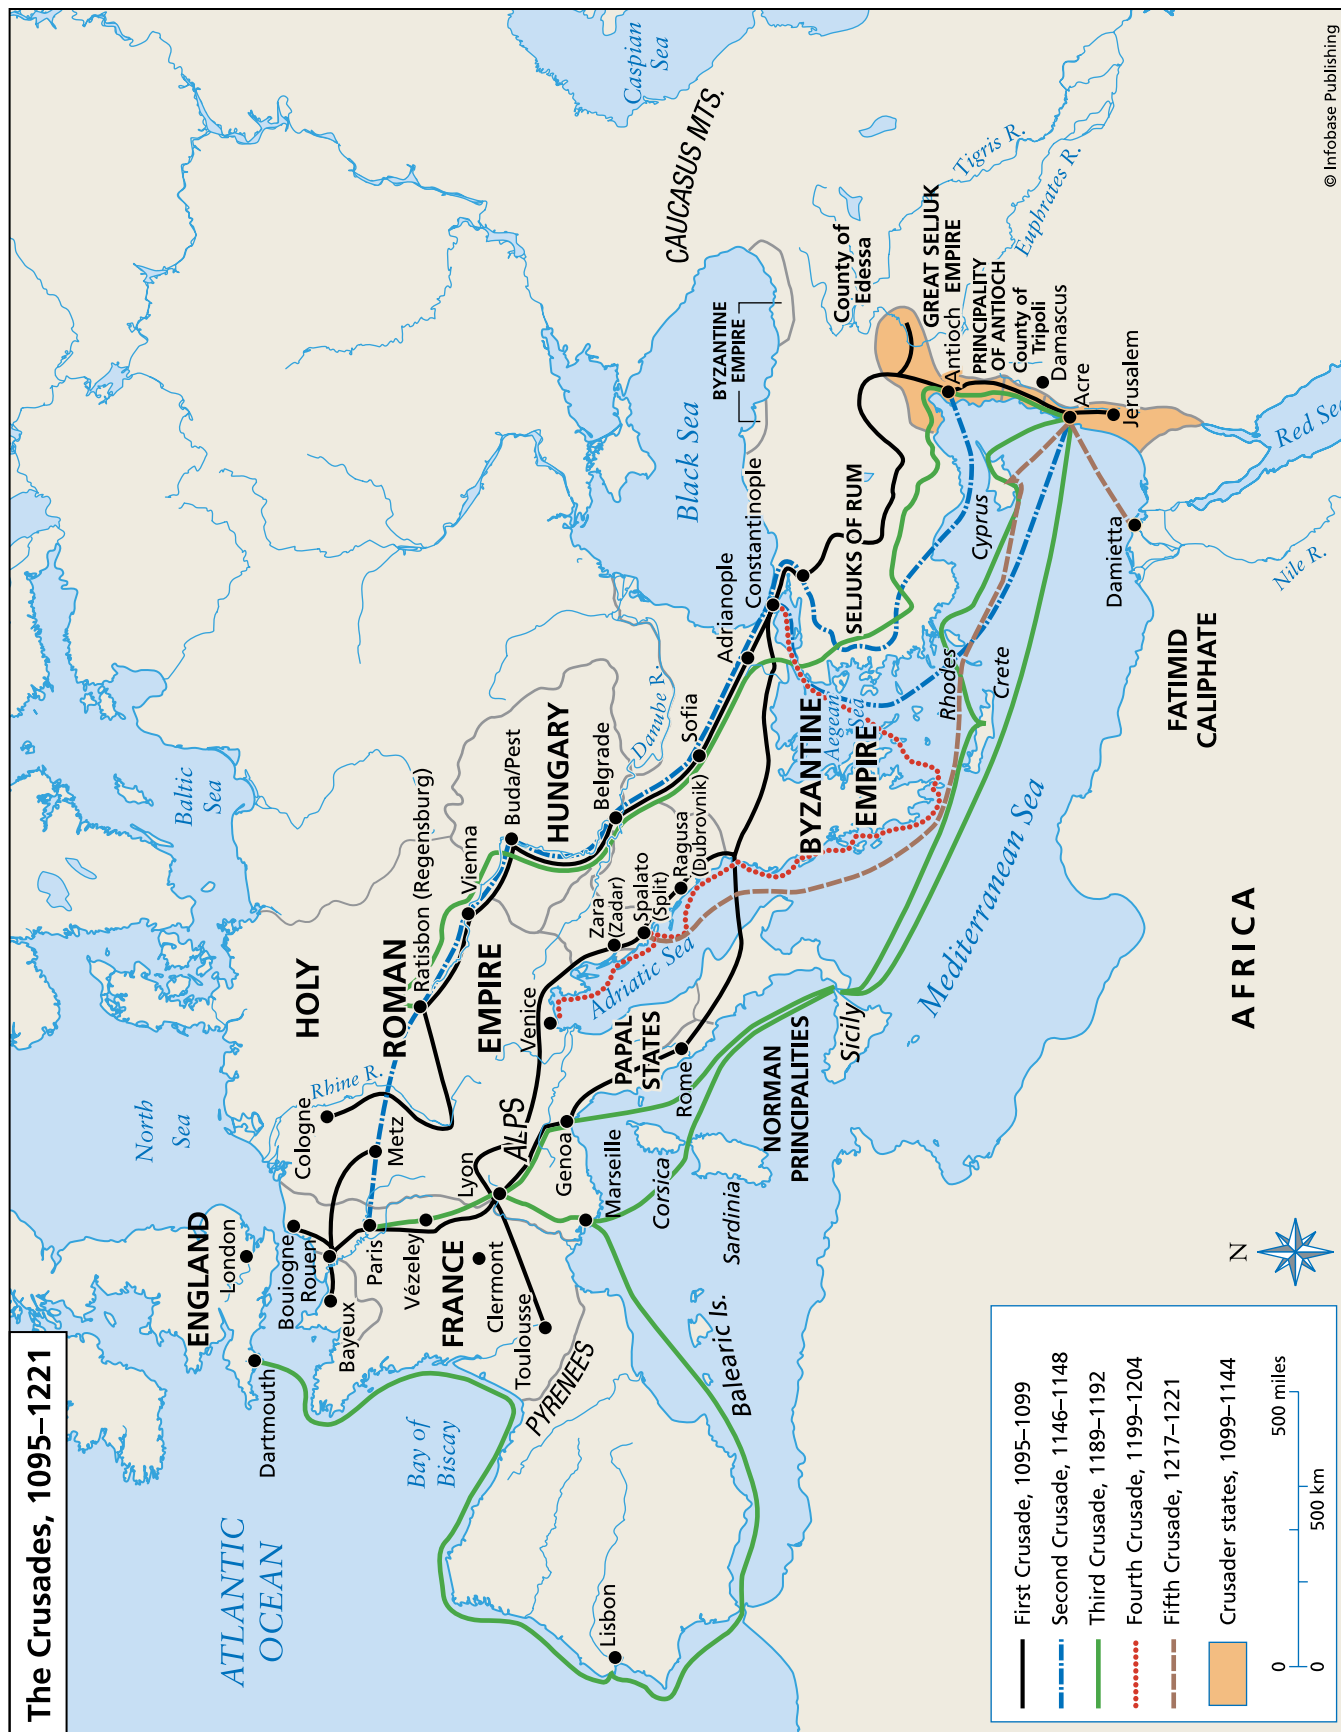 The Crusades, 1095–1221
ATLANTIC
OCEAN
North
Sea
Baltic
Sea
Caspian
Sea
ENGLAND
London
Dartmouth
Bouiogne
Rouen
Bayeux
Paris
Vézeley
FRANCE
Clermont
Toulousse
PYRENEES
Bay of
Biscay
Lisbon
Balearic Is.
Cologne
Rhine R.
Metz
Lyon
ALPS
Genoa
Marseille
Corsica
Sardinia
HOLY
ROMAN
EMPIRE
Ratisbon (Regensburg)
Vienna
Buda/Pest
HUNGARY
Belgrade
Danube R.
Venice
Zara
(Zadar)
Spalato
(Split)
Ragusa
(Dubrovnik)
Adriatic Sea
PAPAL
STATES
Rome
NORMAN
PRINCIPALITIES
Sicily
Sofia
Adrianople
Constantinople
Black Sea
BYZANTINE
EMPIRE
CAUCASUS MTS.
BYZANTINE
EMPIRE
Aegean
Sea
SELJUKS OF RUM
County of
Edessa
GREAT SELJUK
EMPIRE
Antioch
PRINCIPALITY
OF ANTIOCH
County of
Tripoli
Damascus
Acre
Jerusalem
Tigris R.
Euphrates R.
Cyprus
Rhodes
Crete
Mediterranean Sea
Damietta
Nile R.
Red Sea
FATIMID
CALIPHATE
AFRICA
N
First Crusade, 1095–1099
Second Crusade, 1146–1148
Third Crusade, 1189–1192
Fourth Crusade, 1199–1204
Fifth Crusade, 1217–1221
Crusader states, 1099–1144
0 500 miles
0 500 km
© Infobase Publishing